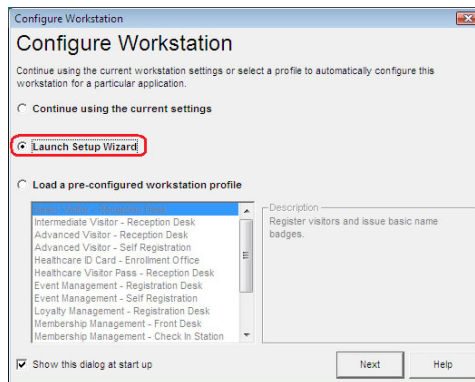 Configure Workstation
Configure Workstation
Continue using the current workstation settings or select a profile to automatically configure this
workstation for a particular application.
Continue using the current settings
Launch Setup Wizard
Load a pre-configured workstation profile
Visitor - Reception Desk
Intermediate Visitor - Reception Desk
Advanced Visitor - Reception Desk
Advanced Visitor - Self Registration
Healthcare ID Card - Enrollment Office
Healthcare Visitor Pass - Reception Desk
Event Management - Registration Desk
Event Management - Self Registration
Loyalty Management - Registration Desk
Membership Management - Front Desk
Membership Management - Check In Station
Description
Register visitors and issue basic name
badges.
Show this dialog at start up
Next
Help